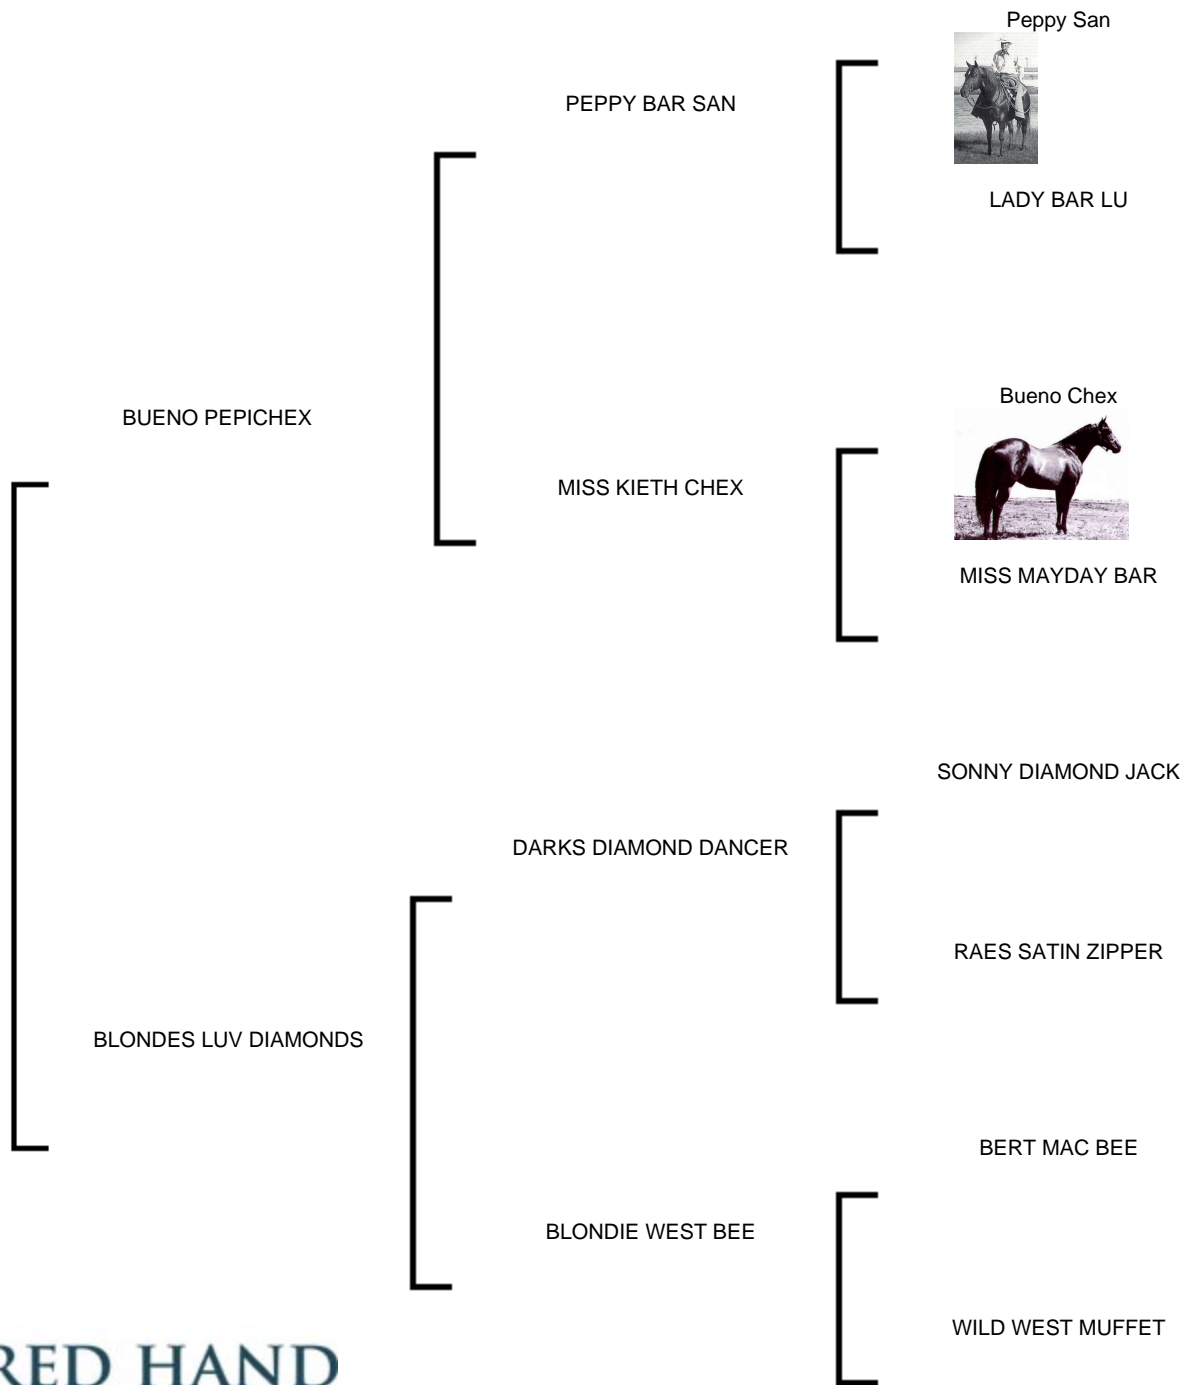 Peppy San
PEPPY BAR SAN
LADY BAR LU
BUENO PEPICHEX
Bueno Chex
MISS KIETH CHEX
MISS MAYDAY BAR
SONNY DIAMOND JACK
DARKS DIAMOND DANCER
RAES SATIN ZIPPER
BLONDES LUV DIAMONDS
BERT MAC BEE
BLONDIE WEST BEE
WILD WEST MUFFET
RED HAND